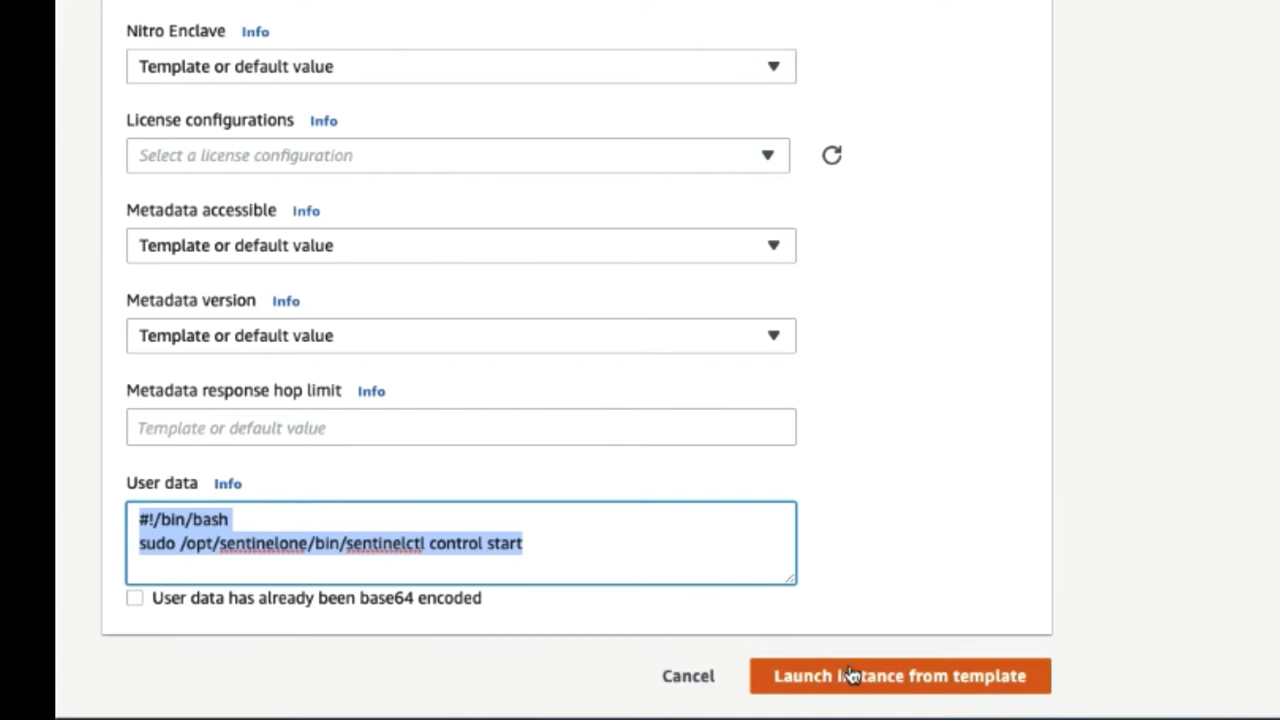 Nitro Enclave Info
Template or default value
License configurations Info
Select a license configuration
Metadata accessible Info
Template or default value
Metadata version Info
Template or default value
Metadata response hop limit Info
Template or default value
User data Info
#!/bin/bash
sudo /opt/sentinelone/bin/sentinelctl control start
User data has already been base64 encoded
Cancel Launch instance from template